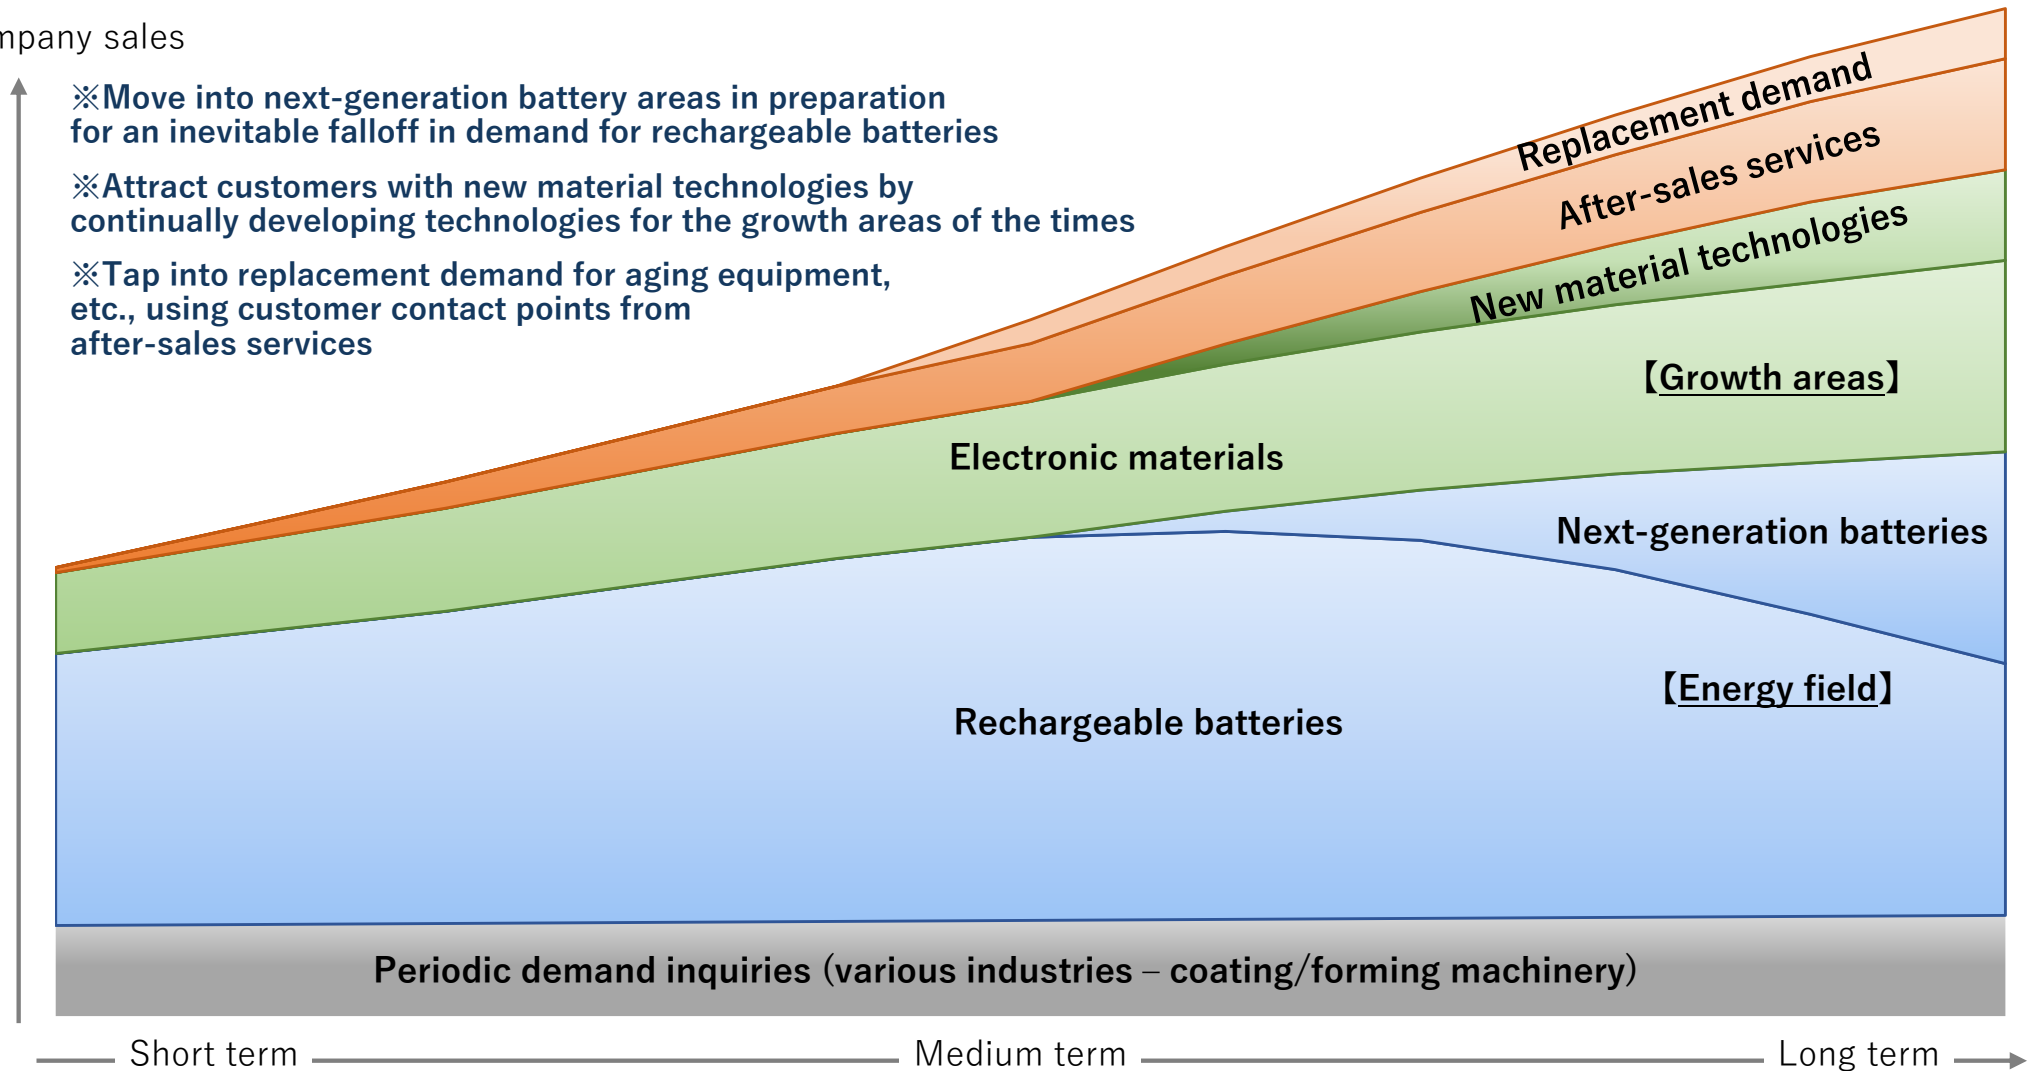 mpany sales
※Move into next-generation battery areas in preparation
for an inevitable falloff in demand for rechargeable batteries
※Attract customers with new material technologies by
continually developing technologies for the growth areas of the times
※Tap into replacement demand for aging equipment,
etc., using customer contact points from
after-sales services
Replacement demand
After-sales services
New material technologies
【Growth areas】
Electronic materials
Next-generation batteries
【Energy field】
Rechargeable batteries
Periodic demand inquiries (various industries – coating/forming machinery)
Short term
Medium term
Long term